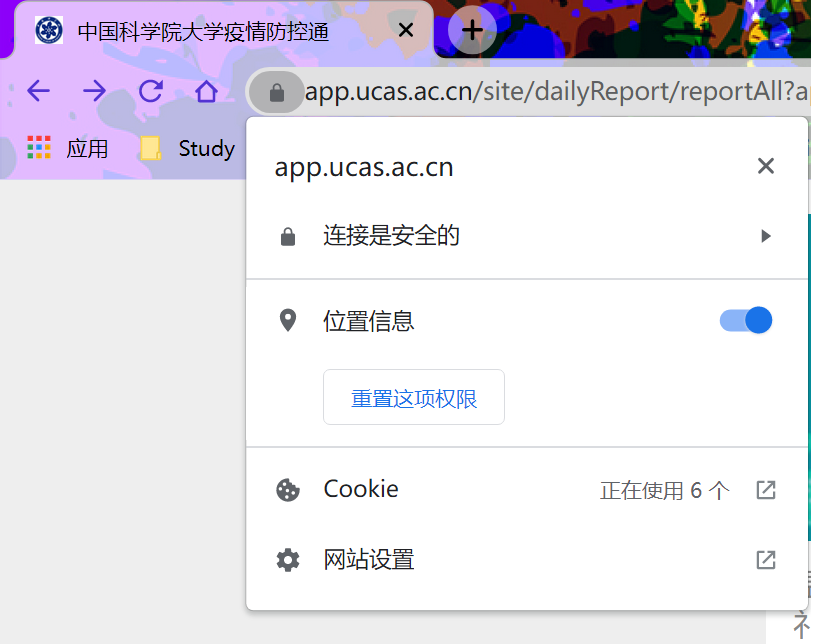 中国科学院大学疫情防控通
app.ucas.ac.cn/site/dailyReport/reportAll?a
应用 Study
app.ucas.ac.cn
连接是安全的
位置信息
重置这项权限
Cookie 正在使用 6 个
网站设置